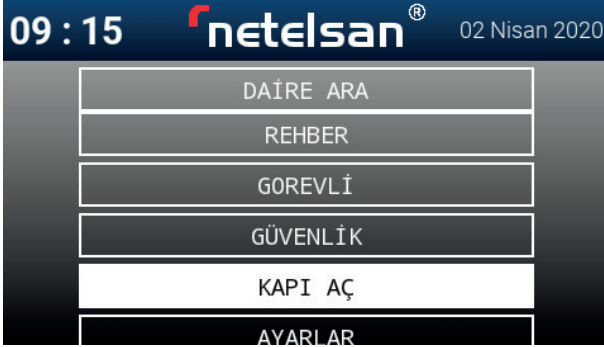 09 : 15 netelsan® 02 Nisan 2020
DAİRE ARA
REHBER
GOREVLİ
GÜVENLİK
KAPI AÇ
AYARLAR